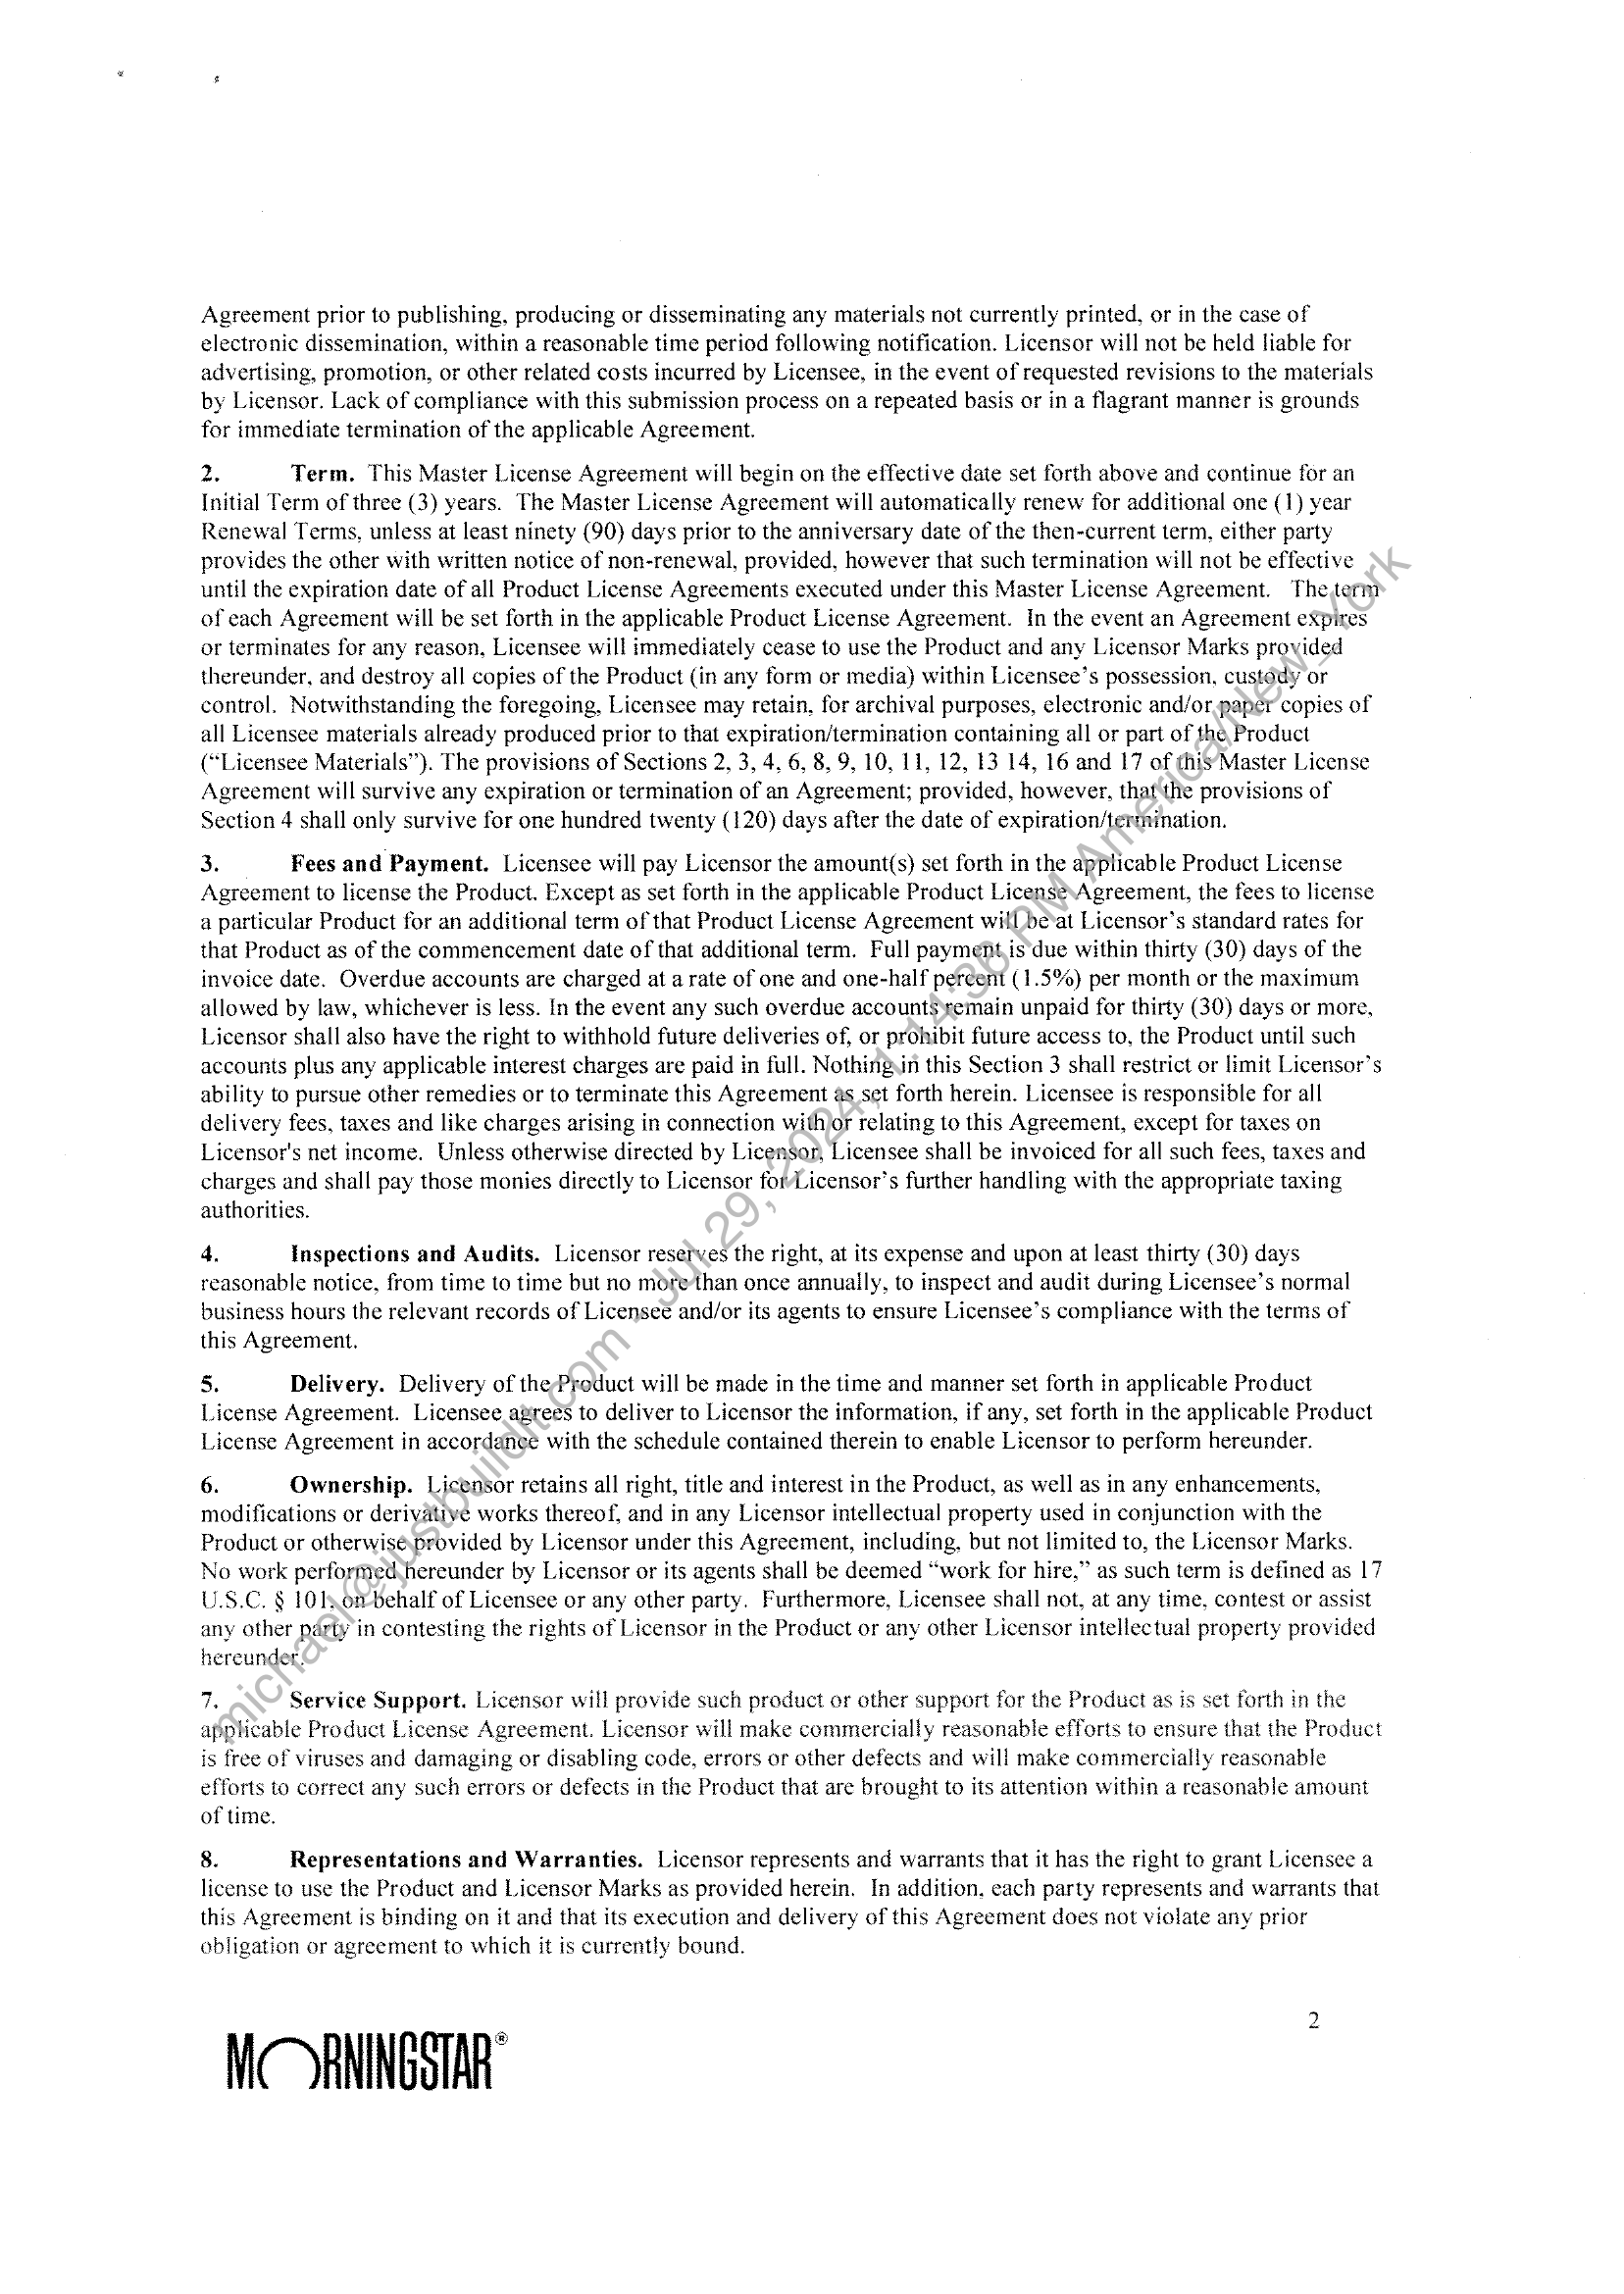 Agreement prior to publishing, producing or disseminating any materials not currently printed, or in the case of
electronic dissemination, within a reasonable time period following notification. Licensor will not be held liable for
advertising, promotion, or other related costs incurred by Licensee, in the event of requested revisions to the materials
by Licensor. Lack of compliance with this submission process on a repeated basis or in a flagrant manner is grounds
for immediate termination of the applicable Agreement.
2. Term. This Master License Agreement will begin on the effective date set forth above and continue for an
Initial Term of three (3) years. The Master License Agreement will automatically renew for additional one (1) year
Renewal Terms, unless at least ninety (90) days prior to the anniversary date of the then-current term, either party
provides the other with written notice of non-renewal, provided, however that such termination will not be effective
until the expiration date of all Product License Agreements executed under this Master License Agreement. The term
of each Agreement will be set forth in the applicable Product License Agreement. In the event an Agreement expires
or terminates for any reason, Licensee will immediately cease to use the Product and any Licensor Marks provided
thereunder, and destroy all copies of the Product (in any form or media) within Licensee's possession, custody or
control. Notwithstanding the foregoing, Licensee may retain, for archival purposes, electronic and/or paper copies of
all Licensee materials already produced prior to that expiration/termination containing all or part of the Product
("Licensee Materials"). The provisions of Sections 2, 3, 4, 6, 8, 9, 10, 11, 12, 13 14, 16 and 17 of this Master License
Agreement will survive any expiration or termination of an Agreement; provided, however, that the provisions of
Section 4 shall only survive for one hundred twenty (120) days after the date of expiration/termination.
3. Fees and Payment. Licensee will pay Licensor the amount(s) set forth in the applicable Product License
Agreement to license the Product. Except as set forth in the applicable Product License Agreement, the fees to license
a particular Product for an additional term of that Product License Agreement will be at Licensor's standard rates for
that Product as of the commencement date of that additional term. Full payment is due within thirty (30) days of the
invoice date. Overdue accounts are charged at a rate of one and one-half percent (1.5%) per month or the maximum
allowed by law, whichever is less. In the event any such overdue accounts remain unpaid for thirty (30) days or more,
Licensor shall also have the right to withhold future deliveries of, or prohibit future access to, the Product until such
accounts plus any applicable interest charges are paid in full. Nothing in this Section 3 shall restrict or limit Licensor's
ability to pursue other remedies or to terminate this Agreement as set forth herein. Licensee is responsible for all
delivery fees, taxes and like charges arising in connection with or relating to this Agreement, except for taxes on
Licensor's net income. Unless otherwise directed by Licensor, Licensee shall be invoiced for all such fees, taxes and
charges and shall pay those monies directly to Licensor for Licensor's further handling with the appropriate taxing
authorities.
4. Inspections and Audits. Licensor reserves the right, at its expense and upon at least thirty (30) days
reasonable notice, from time to time but no more than once annually, to inspect and audit during Licensee's normal
business hours the relevant records of Licensee and/or its agents to ensure Licensee's compliance with the terms of
this Agreement.
5. Delivery. Delivery of the Product will be made in the time and manner set forth in applicable Product
License Agreement. Licensee agrees to deliver to Licensor the information, if any, set forth in the applicable Product
License Agreement in accordance with the schedule contained therein to enable Licensor to perform hereunder.
6. Ownership. Licensor retains all right, title and interest in the Product, as well as in any enhancements,
modifications or derivative works thereof, and in any Licensor intellectual property used in conjunction with the
Product or otherwise provided by Licensor under this Agreement, including, but not limited to, the Licensor Marks.
No work performed hereunder by Licensor or its agents shall be deemed "work for hire," as such term is defined as 17
U.S.C. § 101, on behalf of Licensee or any other party. Furthermore, Licensee shall not, at any time, contest or assist
any other party in contesting the rights of Licensor in the Product or any other Licensor intellectual property provided
hereunder.
7. Service Support. Licensor will provide such product or other support for the Product as is set forth in the
applicable Product License Agreement. Licensor will make commercially reasonable efforts to ensure that the Product
is free of viruses and damaging or disabling code, errors or other defects and will make commercially reasonable
efforts to correct any such errors or defects in the Product that are brought to its attention within a reasonable amount
of time.
8. Representations and Warranties. Licensor represents and warrants that it has the right to grant Licensee a
license to use the Product and Licensor Marks as provided herein. In addition, each party represents and warrants that
this Agreement is binding on it and that its execution and delivery of this Agreement does not violate any prior
obligation or agreement to which it is currently bound.
2
MORNINGSTAR®
michael@justbuildit.com - Jul 29, 2024, 1:14:36 PM America/New_York